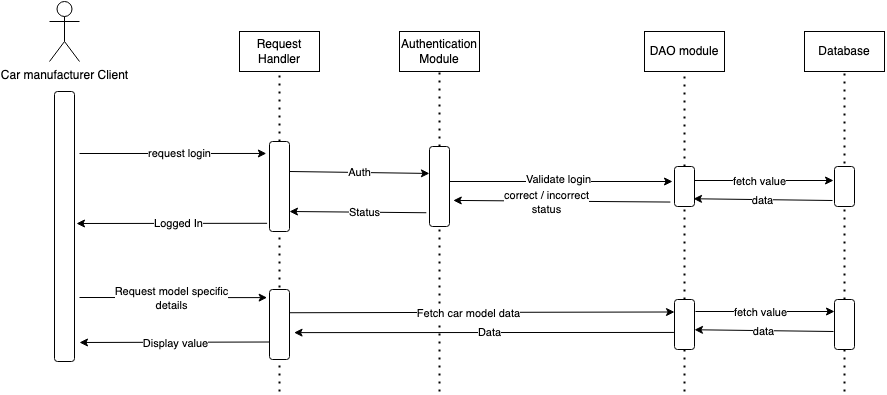 Request
Handler
Authentication
Module
DAO module
Database
Car manufacturer Client
request login
Auth
Validate login
fetch value
correct / incorrect
status
data
Status
Logged In
Request model specific
details
Fetch car model data
fetch value
Data
data
Display value